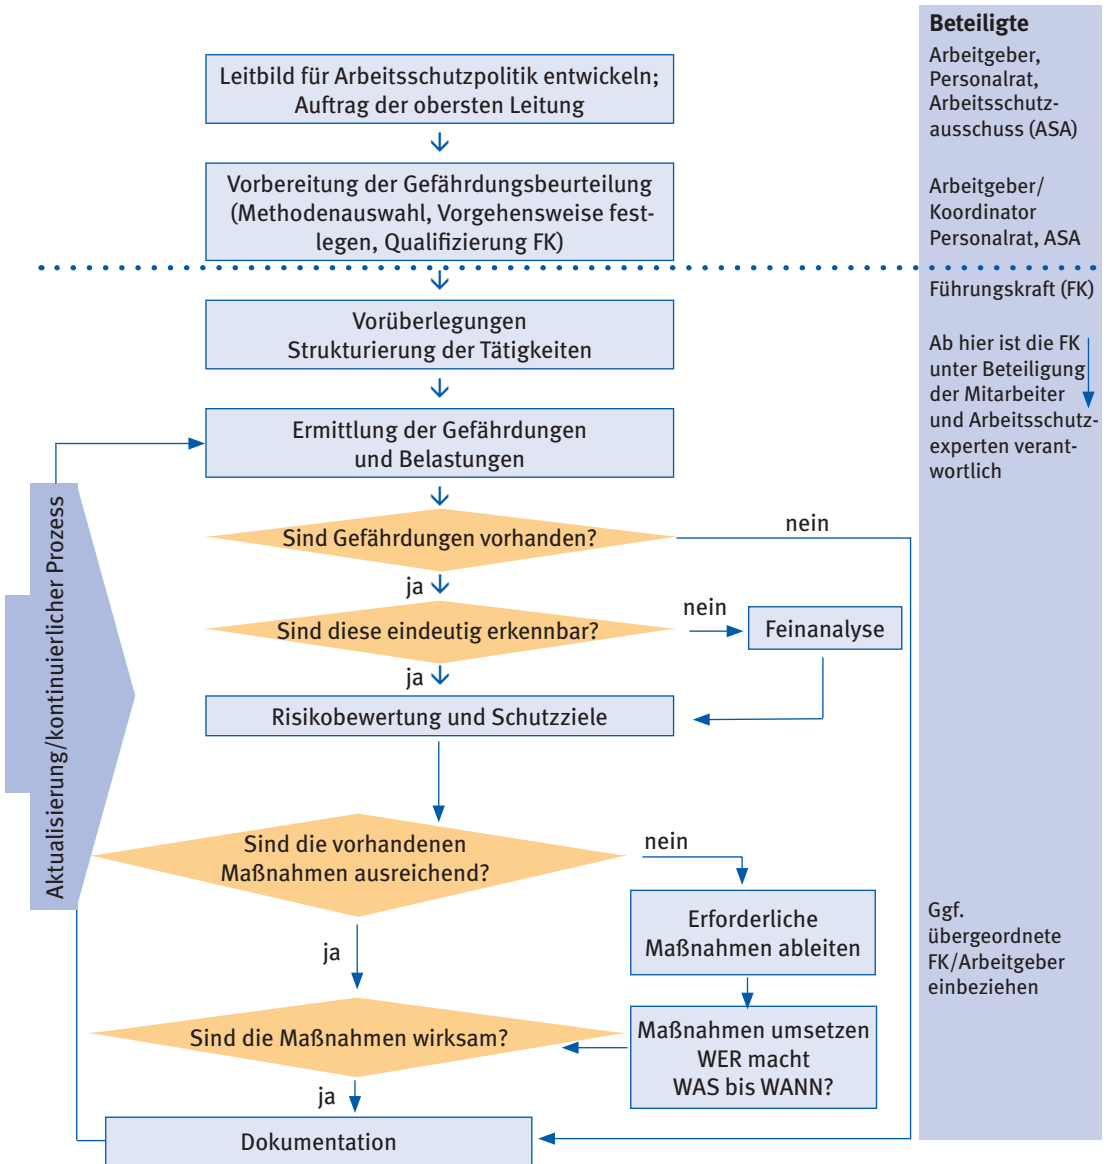 Beteiligte
Arbeitgeber,
Personalrat,
Arbeitsschutz-
ausschuss (ASA)
Leitbild für Arbeitsschutzpolitik entwickeln;
Auftrag der obersten Leitung
Vorbereitung der Gefährdungsbeurteilung
(Methodenauswahl, Vorgehensweise fest-
legen, Qualifizierung FK)
Arbeitgeber/
Koordinator
Personalrat, ASA
Führungskraft (FK)
Vorüberlegungen
Strukturierung der Tätigkeiten
Ab hier ist die FK
unter Beteiligung
der Mitarbeiter
und Arbeitsschutz-
experten verant-
wortlich
Ermittlung der Gefährdungen
und Belastungen
Sind Gefährdungen vorhanden?
nein
ja
Sind diese eindeutig erkennbar?
nein
Feinanalyse
ja
Risikobewertung und Schutzziele
Aktualisierung/kontinuierlicher Prozess
Sind die vorhandenen
Maßnahmen ausreichend?
nein
Erforderliche
Maßnahmen ableiten
Ggf.
übergeordnete
FK/Arbeitgeber
einbeziehen
ja
Sind die Maßnahmen wirksam?
Maßnahmen umsetzen
WER macht
WAS bis WANN?
ja
Dokumentation